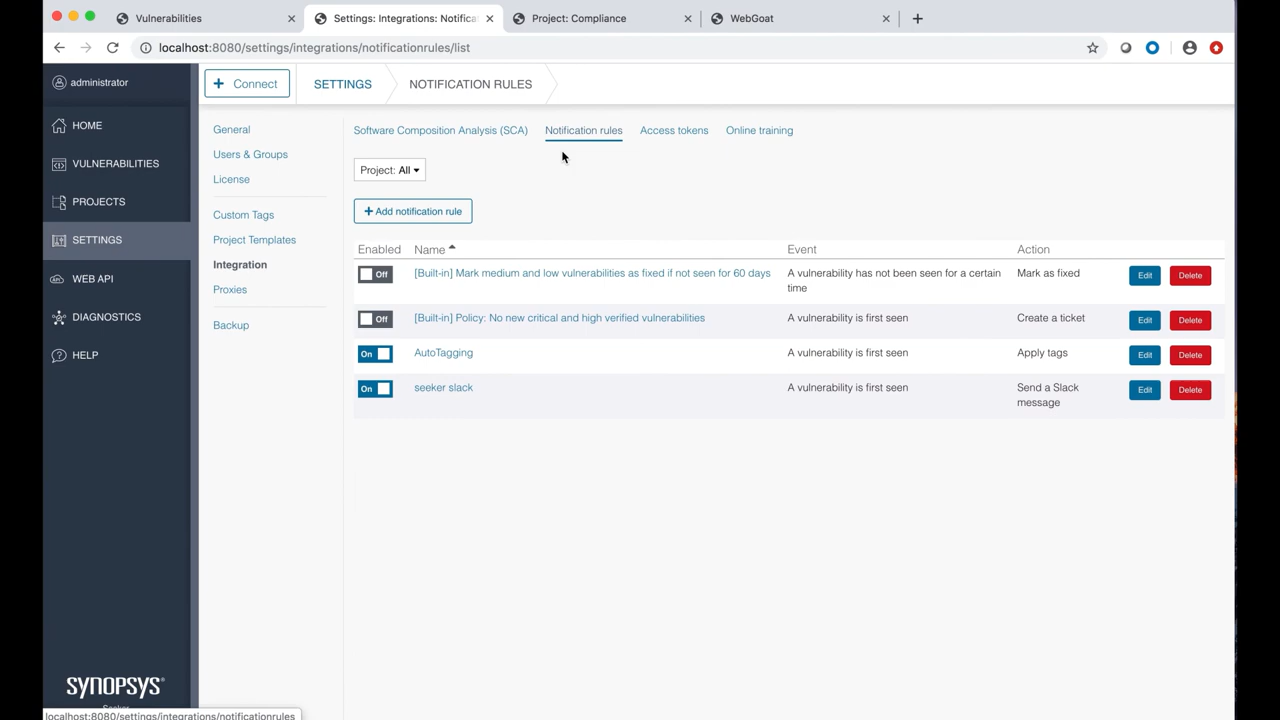 Vulnerabilities
Settings: Integrations: Notifica
Project: Compliance
WebGoat
localhost:8080/settings/integrations/notificationrules/list
administrator
HOME
VULNERABILITIES
PROJECTS
SETTINGS
WEB API
DIAGNOSTICS
HELP
SYNOPSYS®
Seeker
+ Connect
SETTINGS
NOTIFICATION RULES
General
Users & Groups
License
Custom Tags
Project Templates
Integration
Proxies
Backup
Software Composition Analysis (SCA)
Notification rules
Access tokens
Online training
Project: All
+ Add notification rule
Enabled Name Event Action
Off [Built-in] Mark medium and low vulnerabilities as fixed if not seen for 60 days A vulnerability has not been seen for a certain Mark as fixed Edit Delete
time
Off [Built-in] Policy: No new critical and high verified vulnerabilities A vulnerability is first seen Create a ticket Edit Delete
On AutoTagging A vulnerability is first seen Apply tags Edit Delete
On seeker slack A vulnerability is first seen Send a Slack Edit Delete
message
localhost:8080/settings/integrations/notificationrules